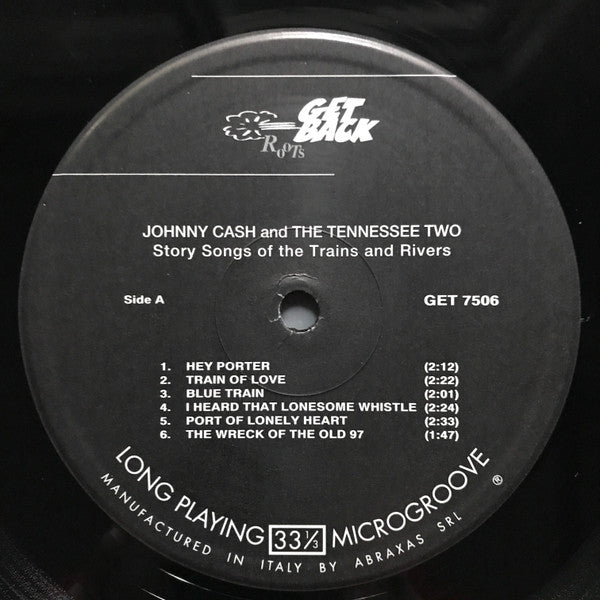 GET
BACK
RoOTS
JOHNNY CASH and THE TENNESSEE TWO
Story Songs of the Trains and Rivers
Side A
GET 7506
1. HEY PORTER (2:12)
2. TRAIN OF LOVE (2:22)
3. BLUE TRAIN (2:01)
4. I HEARD THAT LONESOME WHISTLE (2:24)
5. PORT OF LONELY HEART (2:33)
6. THE WRECK OF THE OLD 97 (1:47)
LONG PLAYING 33⅓ MICROGROOVE ®
MANUFACTURED IN ITALY BY ABRAXAS SRL